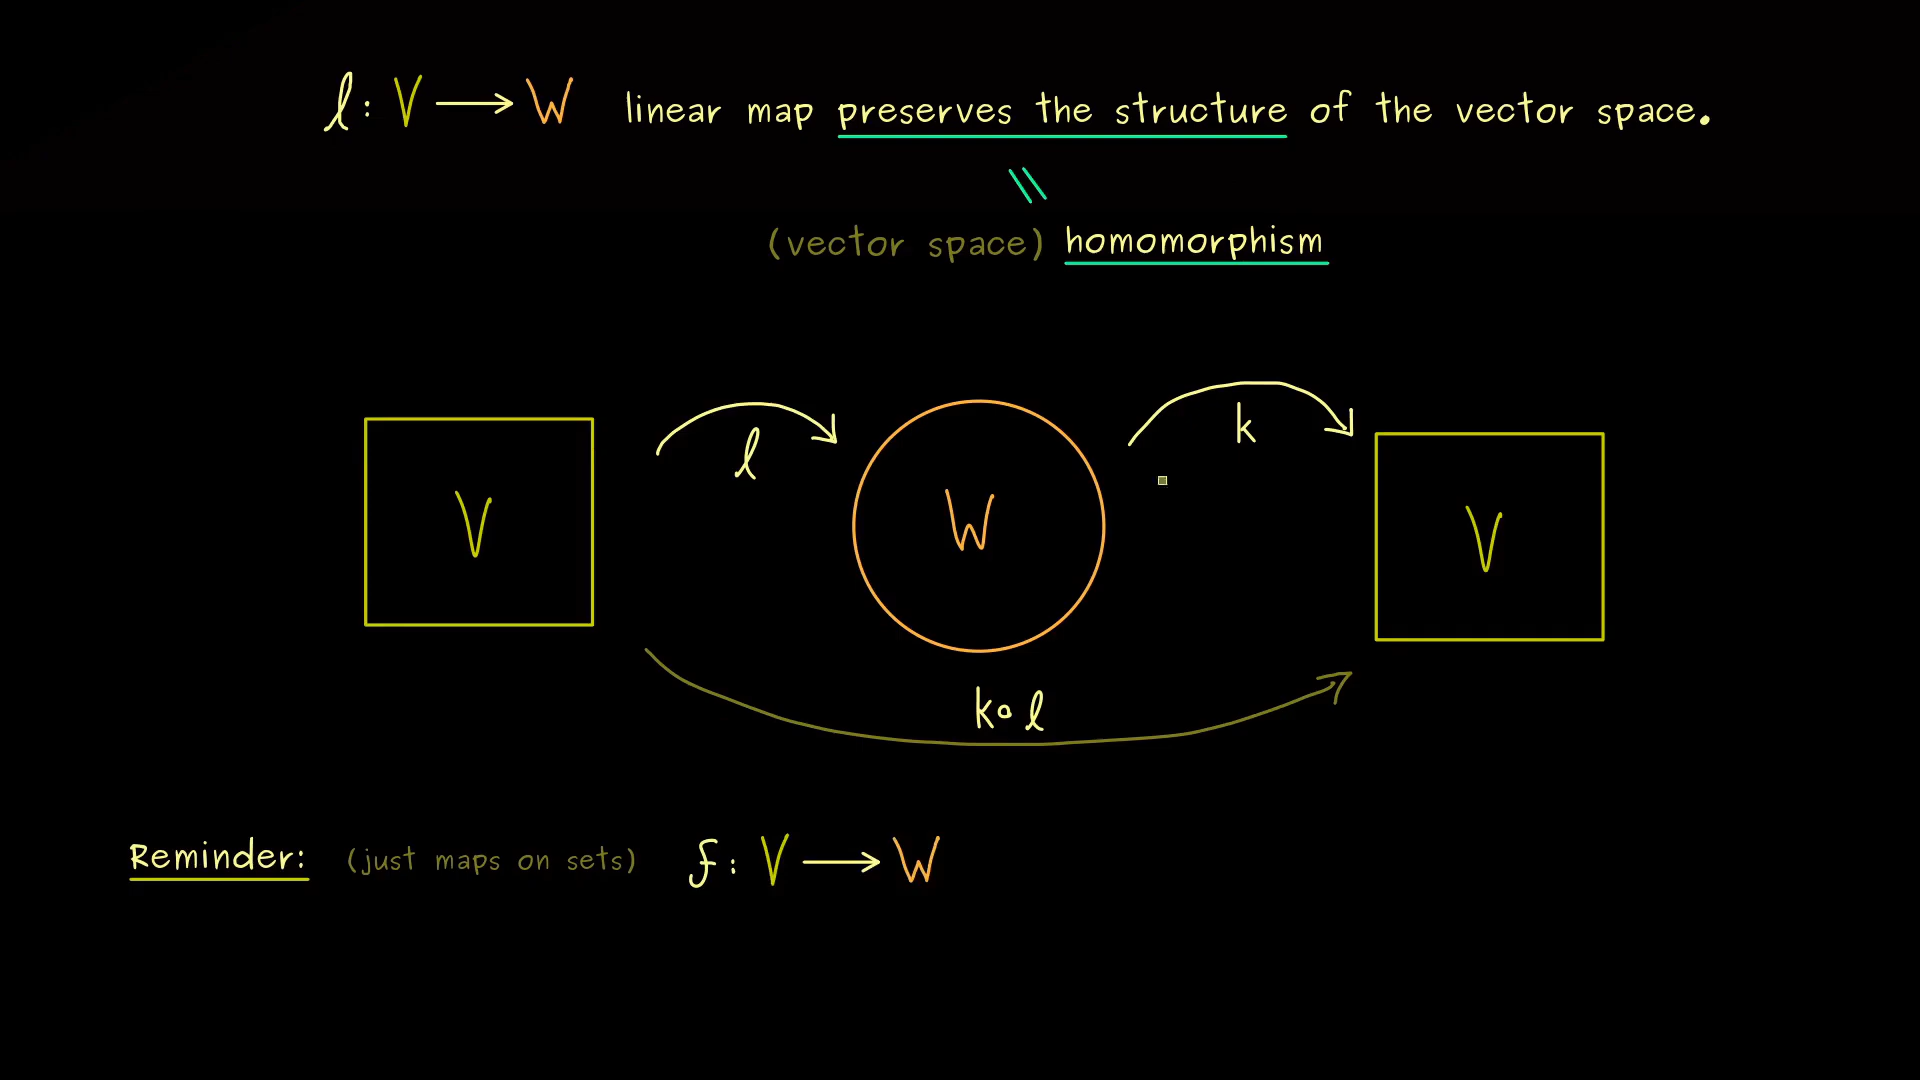 ℓ: V → W linear map preserves the structure of the vector space.
(vector space) homomorphism
ℓ
k
V
W
V
k∘ℓ
Reminder: (just maps on sets) f: V → W